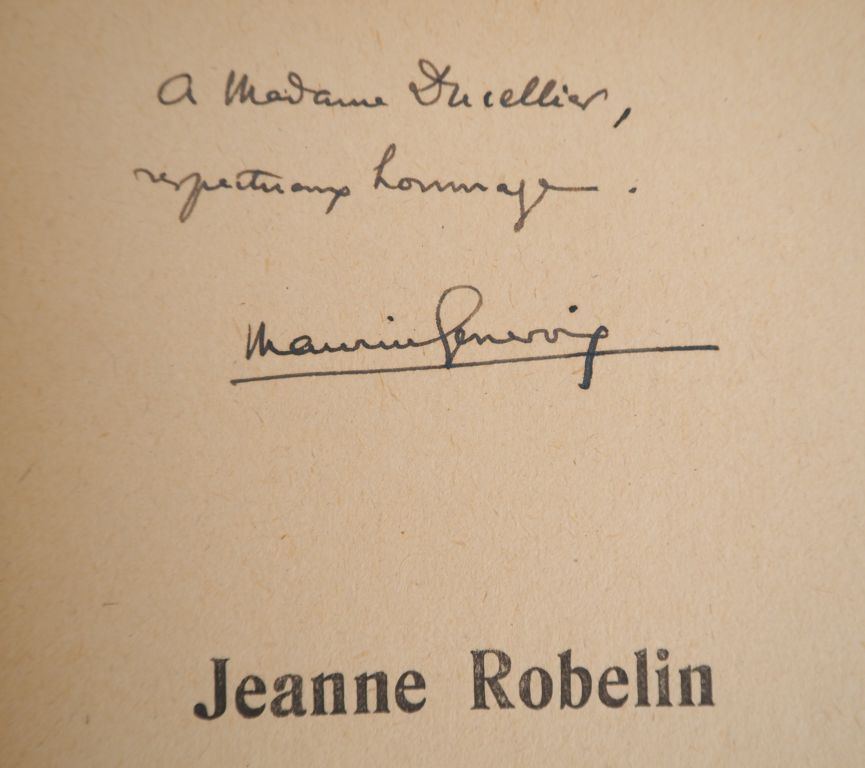 A Madame Ducellier,
respectueux hommage.
Maurice Genevoix
Jeanne Robelin